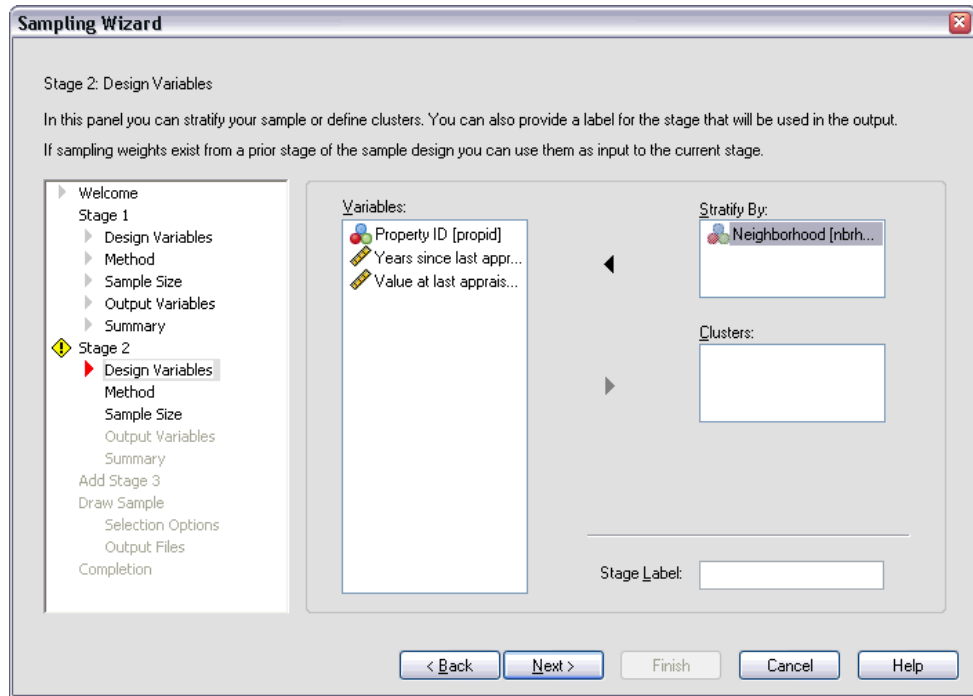 Sampling Wizard
Stage 2: Design Variables
In this panel you can stratify your sample or define clusters. You can also provide a label for the stage that will be used in the output.
If sampling weights exist from a prior stage of the sample design you can use them as input to the current stage.
Welcome
Stage 1
Design Variables
Method
Sample Size
Output Variables
Summary
Stage 2
Design Variables
Method
Sample Size
Output Variables
Summary
Add Stage 3
Draw Sample
Selection Options
Output Files
Completion
Variables:
Property ID [propid]
Years since last appr...
Value at last apprais...
Stratify By:
Neighborhood [nbrh...
Clusters:
Stage Label:
< Back
Next >
Finish
Cancel
Help